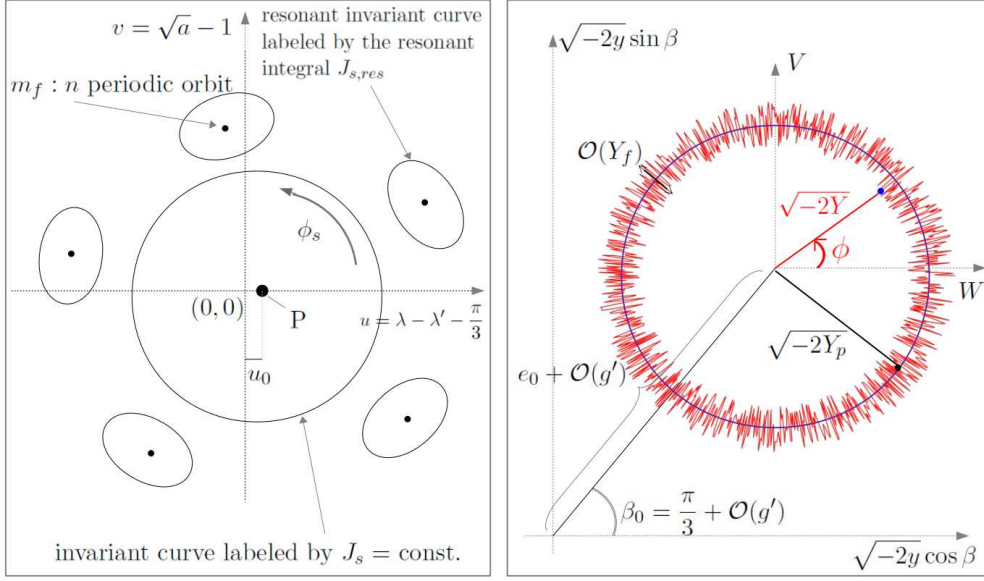 v = √a − 1
resonant invariant curve
labeled by the resonant
integral J_{s,res}
m_f : n periodic orbit
ϕ_s
(0,0)
P
u = λ − λ′ − π/3
u_0
invariant curve labeled by J_s = const.
√−2y sin β
V
𝒪(Y_f)
√−2Y
ϕ
W
√−2Y_p
e_0 + 𝒪(g′)
β_0 = π/3 + 𝒪(g′)
√−2y cos β